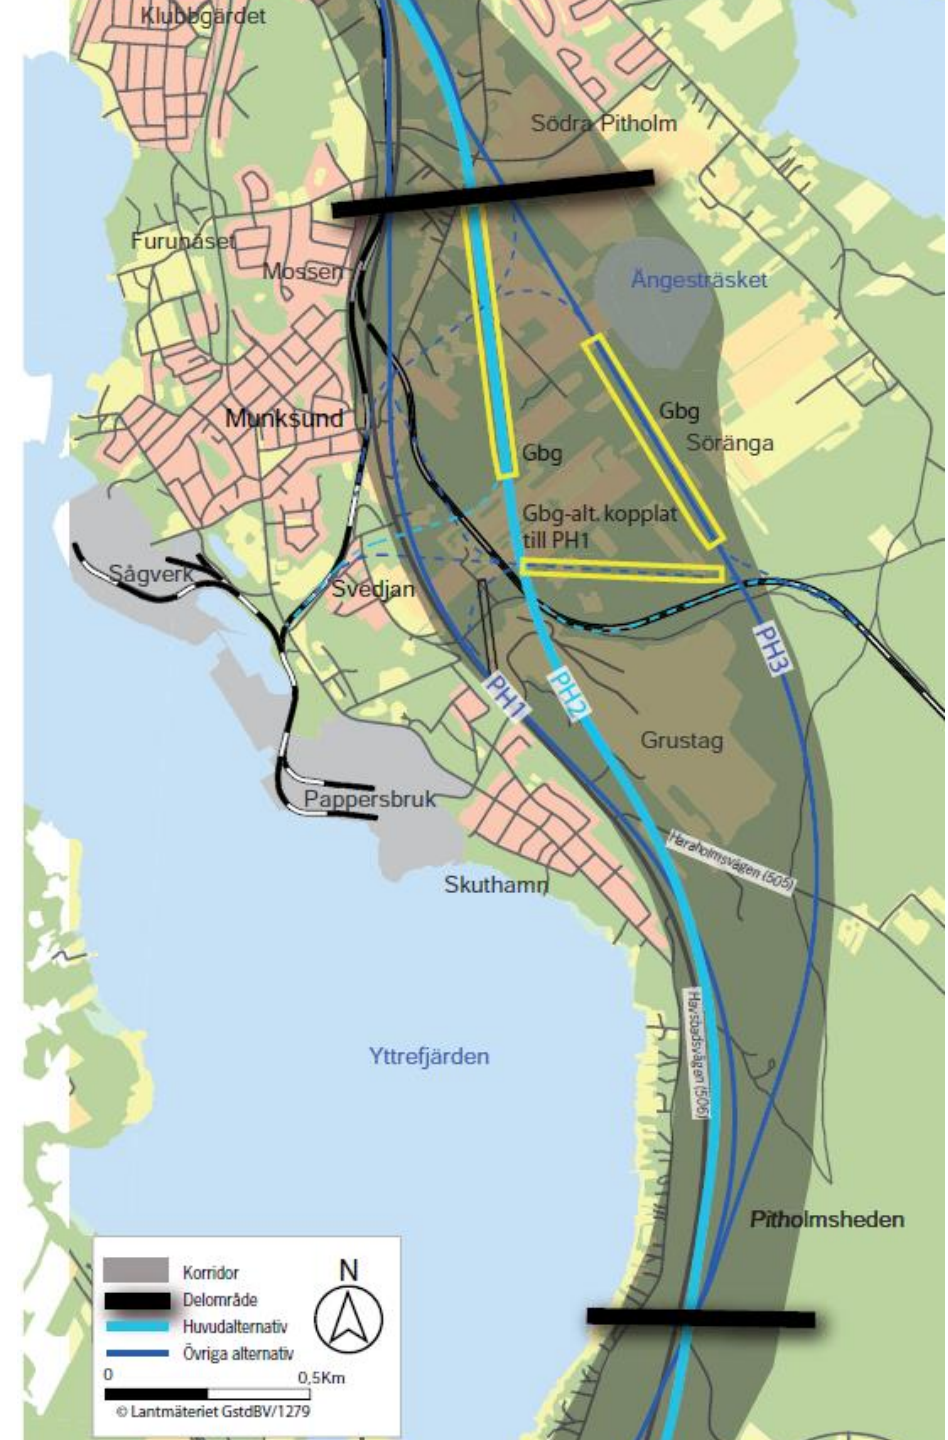 Klubbgärdet
Södra Pitholm
Furunäset
Mossen
Ängesträsket
Munksund
Gbg
Söränga
Gbg
Gbg-alt. kopplat
till PH1
Sågverk
Svedjan
PH3
PH1
PH2
Grustag
Pappersbruk
Haraholmsvägen (505)
Skuthamn
Havsbadsvägen (506)
Yttrefjärden
Pitholmsheden
Korridor
N
Delområde
Huvudalternativ
Övriga alternativ
0 0,5Km
© Lantmäteriet GstdBV/1279